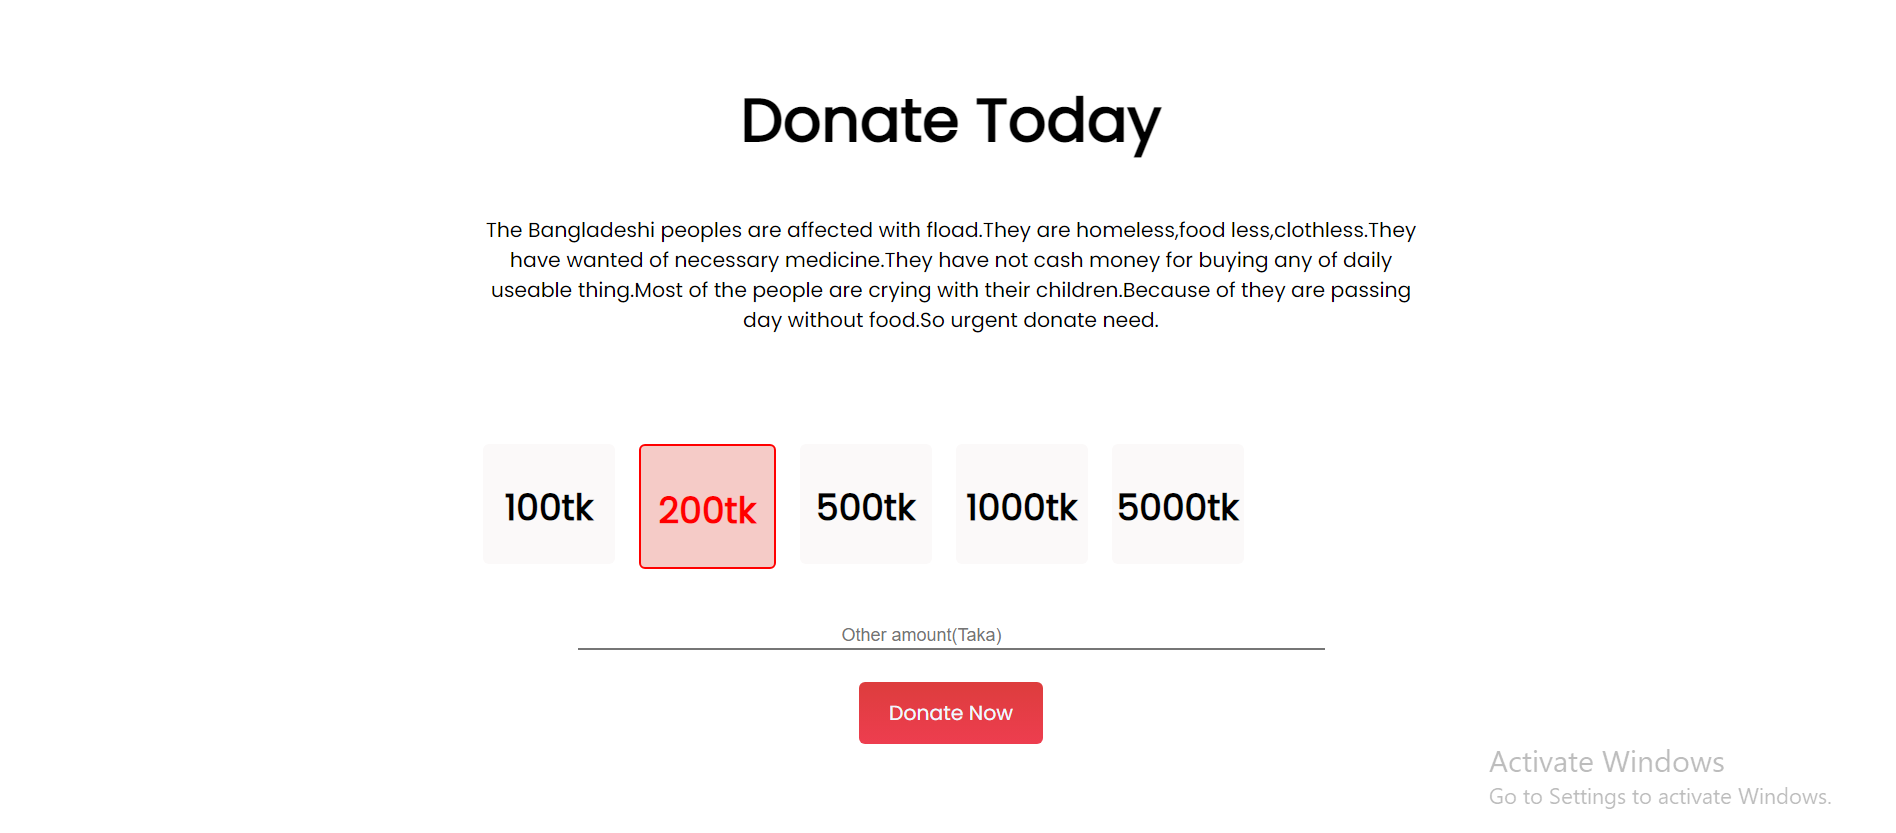 Donate Today
The Bangladeshi peoples are affected with fload.They are homeless,food less,clothless.They
have wanted of necessary medicine.They have not cash money for buying any of daily
useable thing.Most of the people are crying with their children.Because of they are passing
day without food.So urgent donate need.
100tk 200tk 500tk 1000tk 5000tk
Other amount(Taka)
Donate Now
Activate Windows
Go to Settings to activate Windows.